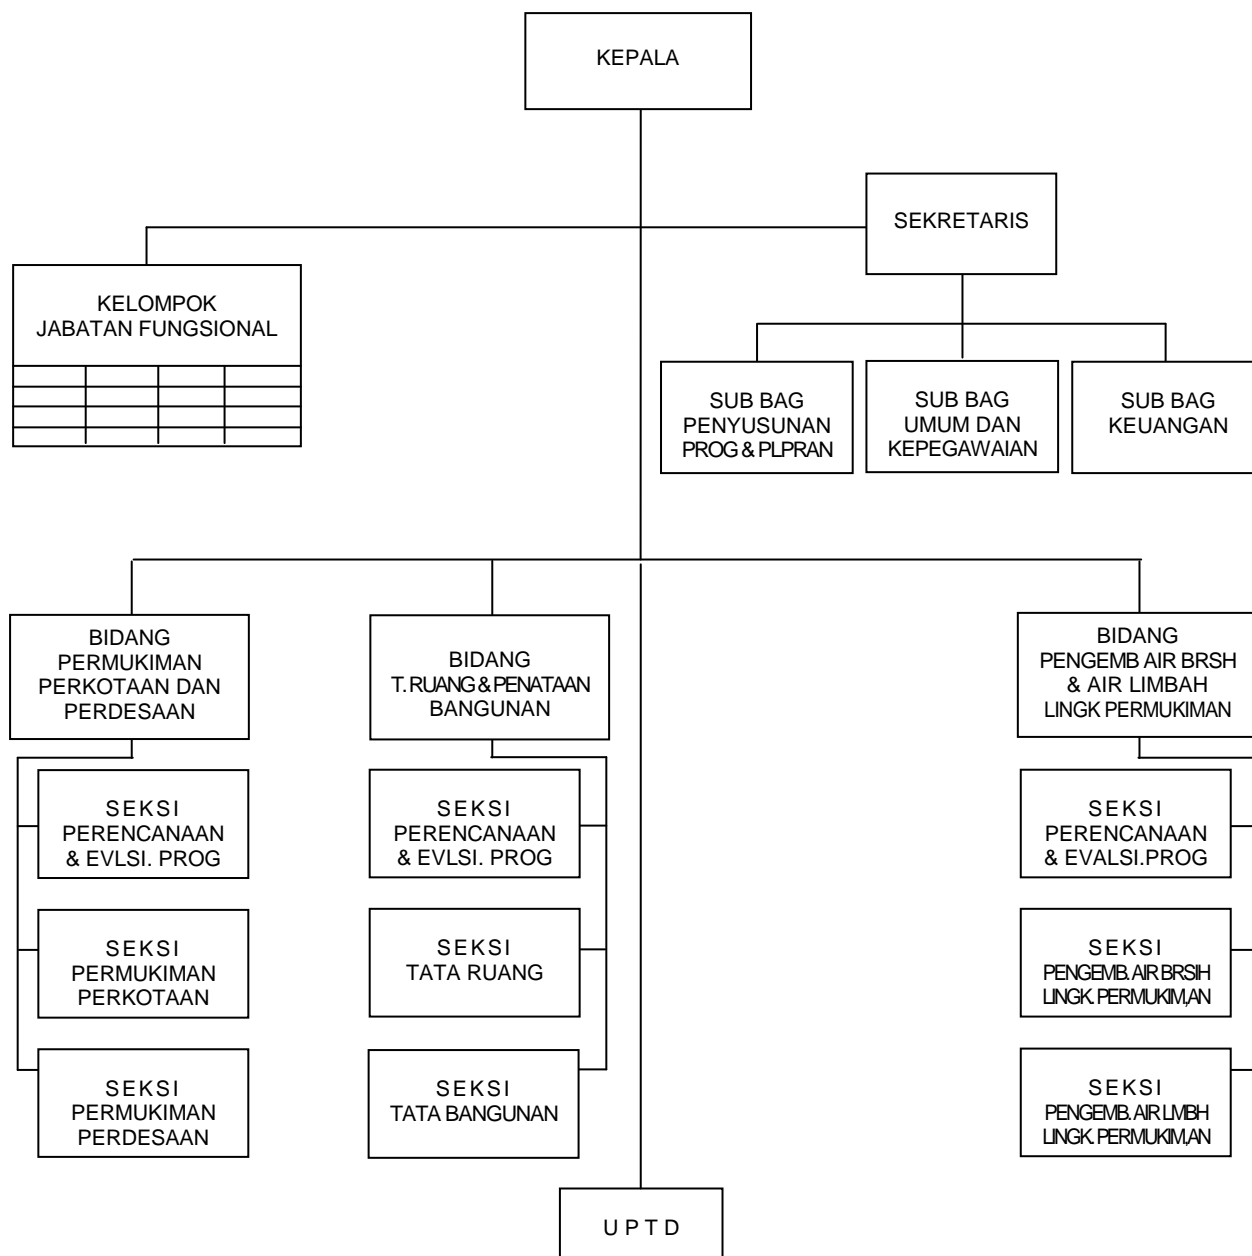 KEPALA
SEKRETARIS
KELOMPOK
JABATAN FUNGSIONAL
SUB BAG
PENYUSUNAN
PROG & PLPRAN
SUB BAG
UMUM DAN
KEPEGAWAIAN
SUB BAG
KEUANGAN
BIDANG
PERMUKIMAN
PERKOTAAN DAN
PERDESAAN
BIDANG
T. RUANG & PENATAAN
BANGUNAN
BIDANG
PENGEMB AIR BRSH
& AIR LIMBAH
LINGK PERMUKIMAN
SEKSI
PERENCANAAN
& EVLSI. PROG
SEKSI
PERENCANAAN
& EVLSI. PROG
SEKSI
PERENCANAAN
& EVALSI.PROG
SEKSI
PERMUKIMAN
PERKOTAAN
SEKSI
TATA RUANG
SEKSI
PENGEMB. AIR BRSIH
LINGK. PERMUKIM,AN
SEKSI
PERMUKIMAN
PERDESAAN
SEKSI
TATA BANGUNAN
SEKSI
PENGEMB. AIR LMBH
LINGK. PERMUKIM,AN
U P T D